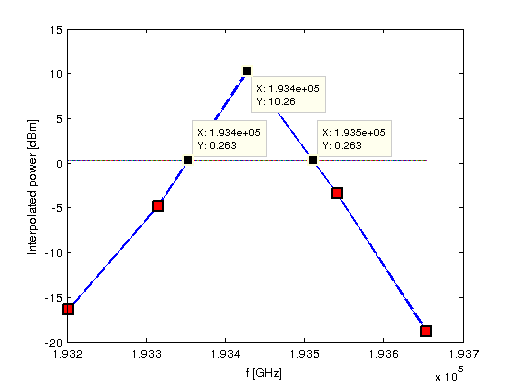 15
10
X: 1.934e+05
Y: 10.26
5
X: 1.934e+05
Y: 0.263
X: 1.935e+05
Y: 0.263
0
-5
-10
-15
-20
Interpolated power [dBm]
1.932 1.933 1.934 1.935 1.936 1.937
f [GHz]
x 10^5